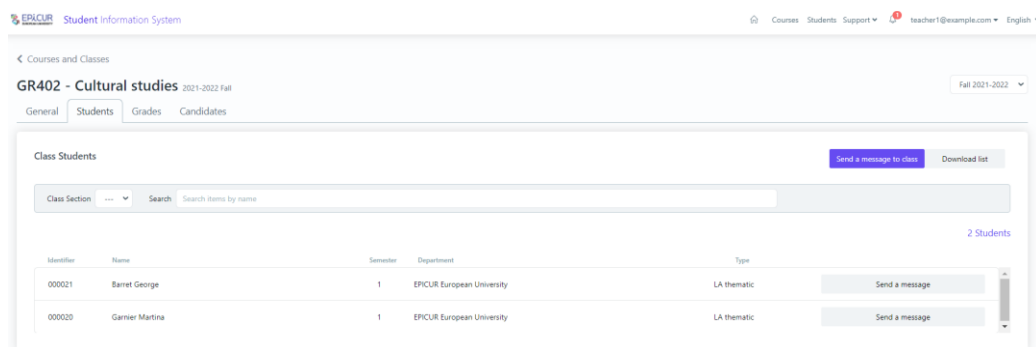 EPICUR Student Information System Courses Students Support 1 teacher1@example.com English
EUROPEAN UNIVERSITY
Courses and Classes
GR402 - Cultural studies 2021-2022 Fall Fall 2021-2022
General Students Grades Candidates
Class Students Send a message to class Download list
Class Section --- Search Search items by name
2 Students
Identifier Name Semester Department Type
000021 Barret George 1 EPICUR European University LA thematic Send a message
000020 Garnier Martina 1 EPICUR European University LA thematic Send a message